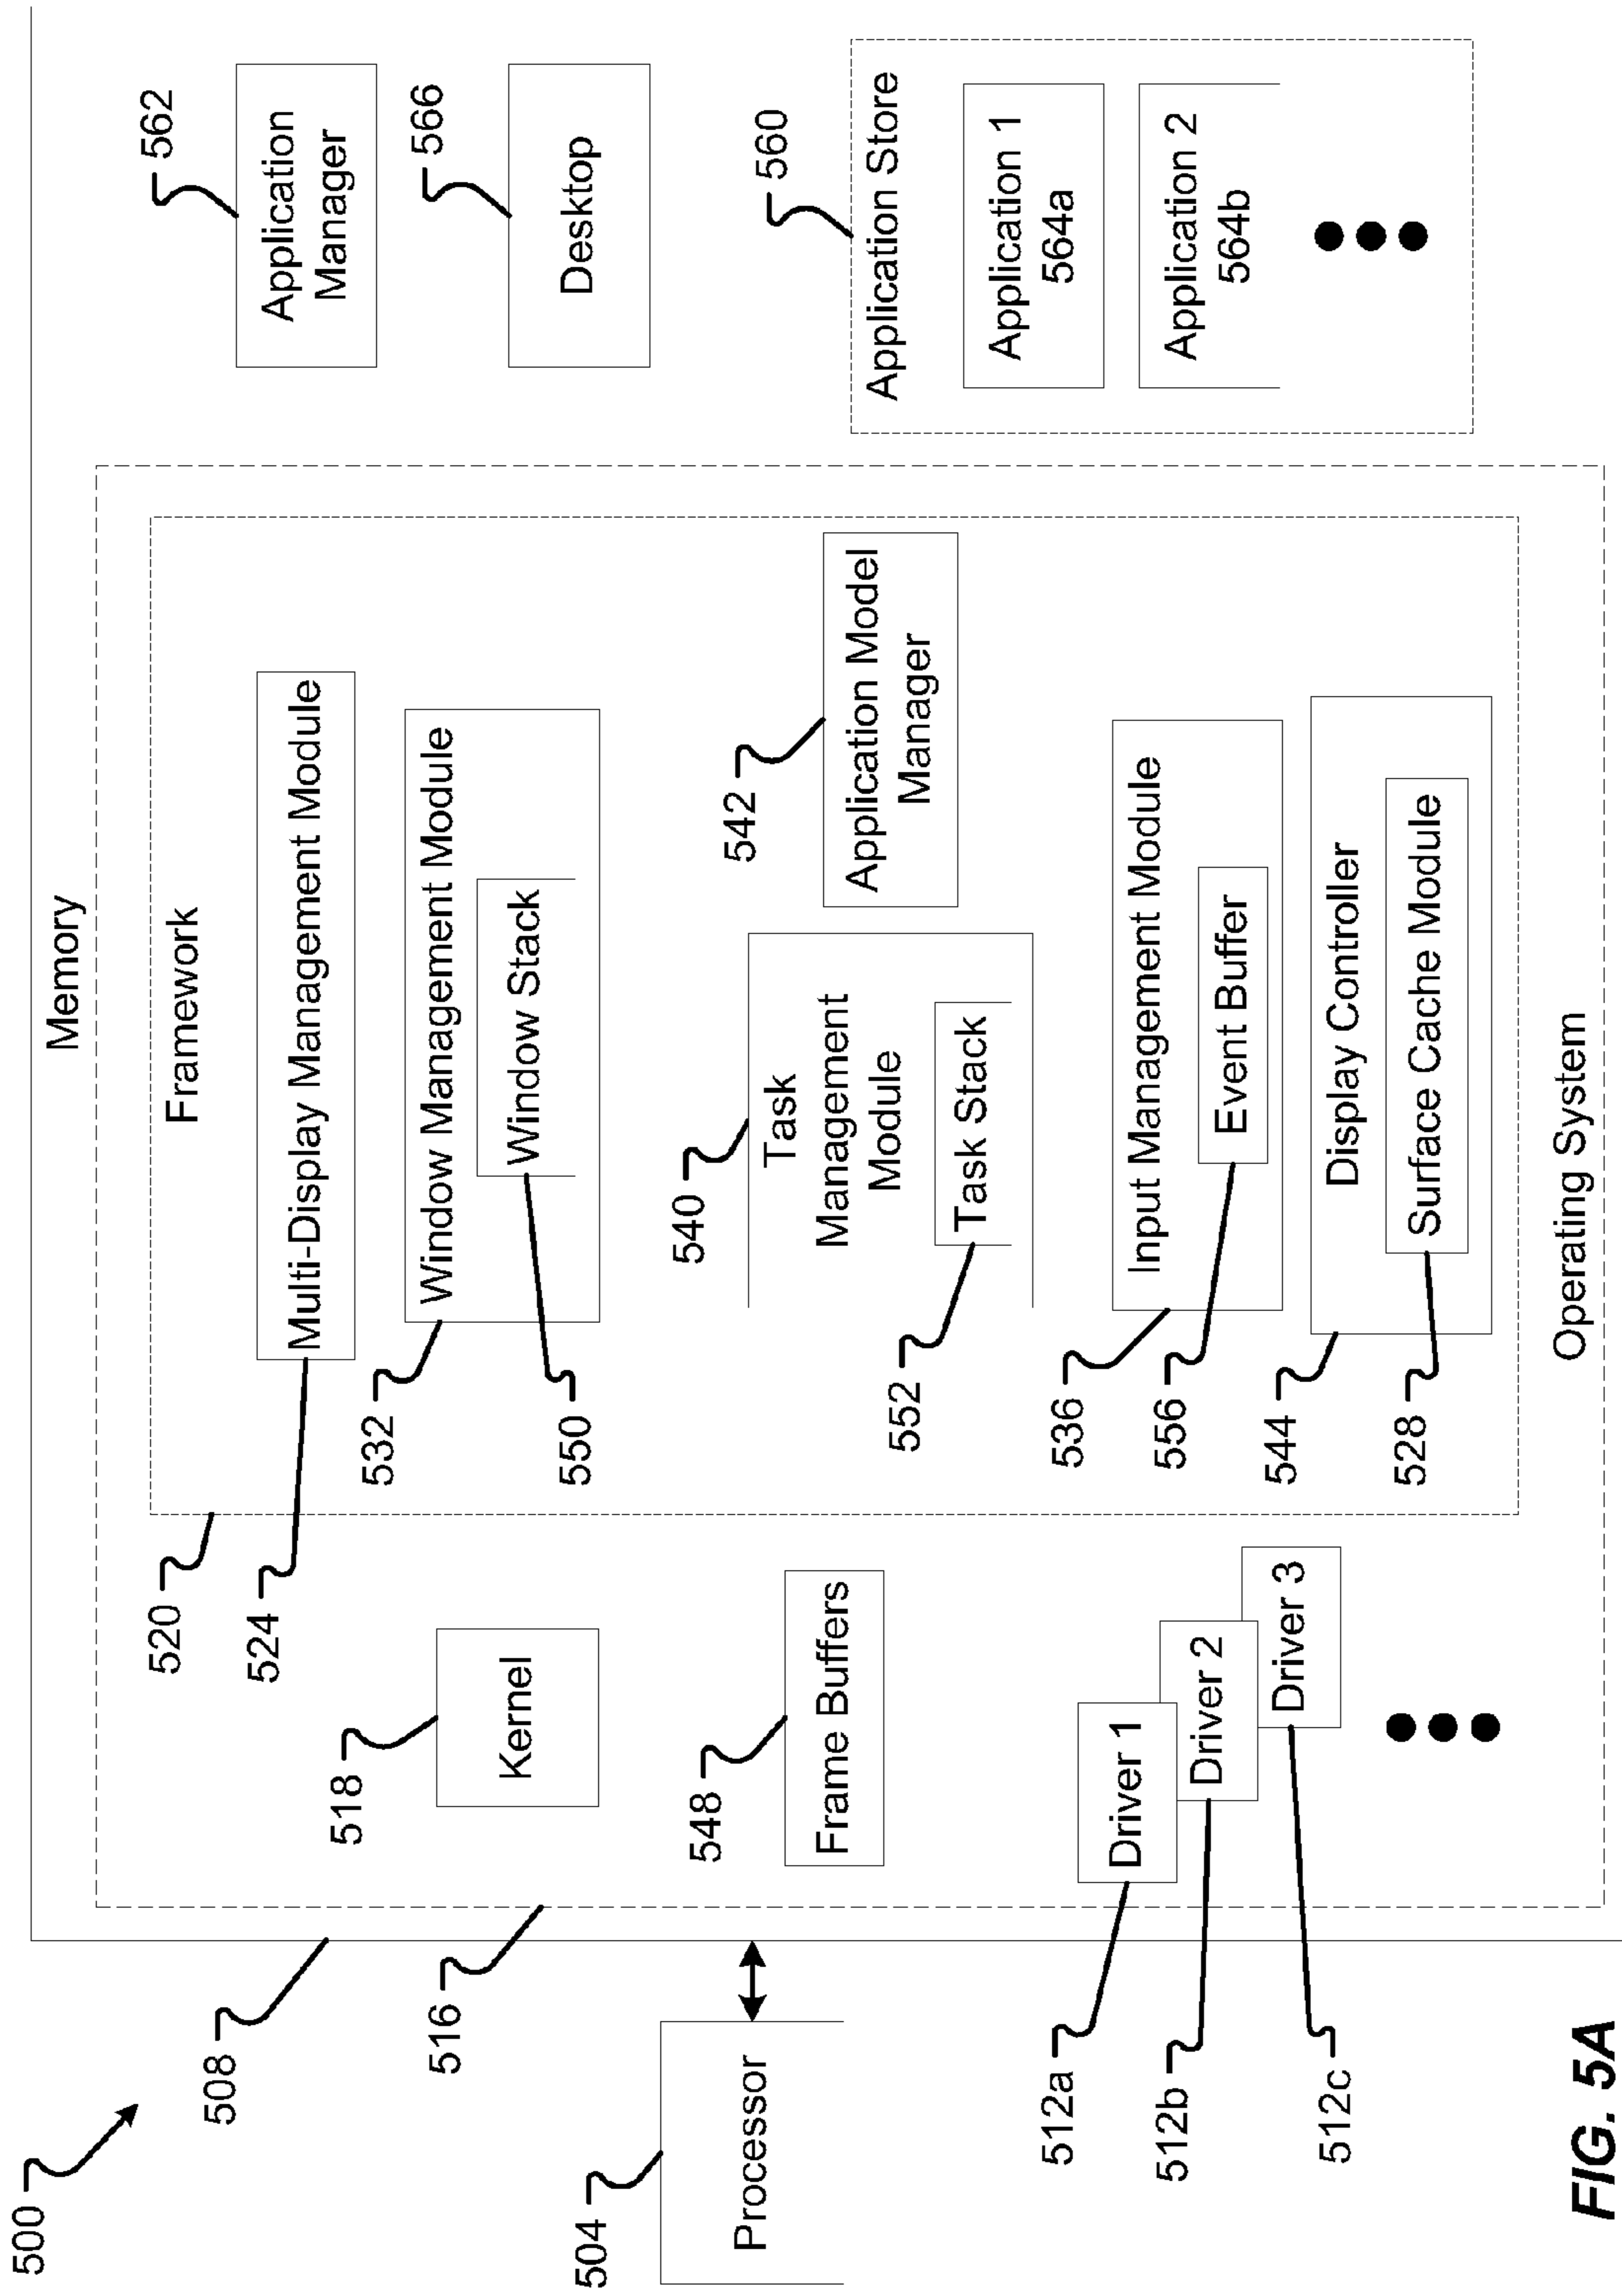 500
508
Memory
504
Processor
516
Operating System
518
Kernel
548
Frame Buffers
512a
Driver 1
512b
Driver 2
512c
Driver 3
520
Framework
524
Multi-Display Management Module
532
Window Management Module
550
Window Stack
540
Task
Management
Module
552
Task Stack
542
Application Model
Manager
536
Input Management Module
556
Event Buffer
544
Display Controller
528
Surface Cache Module
562
Application
Manager
566
Desktop
560
Application Store
Application 1
564a
Application 2
564b
FIG. 5A